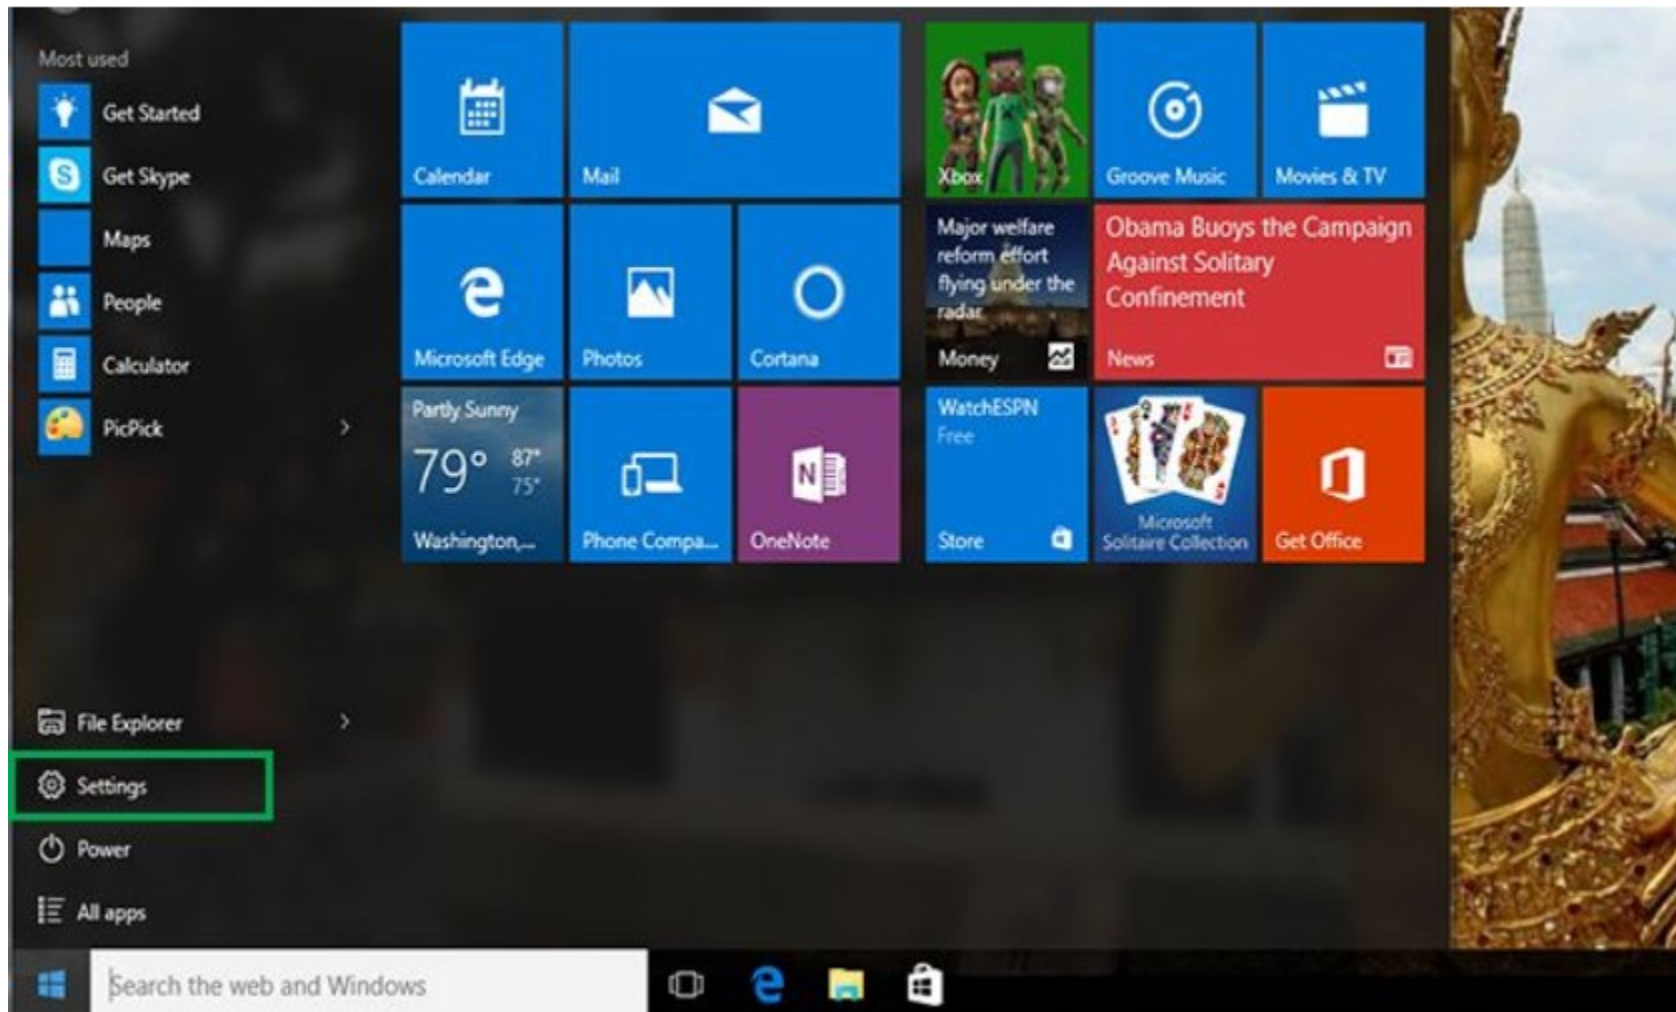 Most used
Get Started
Get Skype
Maps
People
Calculator
PicPick
File Explorer
Settings
Power
All apps
Calendar
Mail
Microsoft Edge
Photos
Cortana
Partly Sunny
79° 87°
75°
Washington,...
Phone Compa...
OneNote
Xbox
Groove Music
Movies & TV
Major welfare
reform effort
flying under the
radar
Money
Obama Buoys the Campaign
Against Solitary
Confinement
News
WatchESPN
Free
Store
Microsoft
Solitaire Collection
Get Office
Search the web and Windows